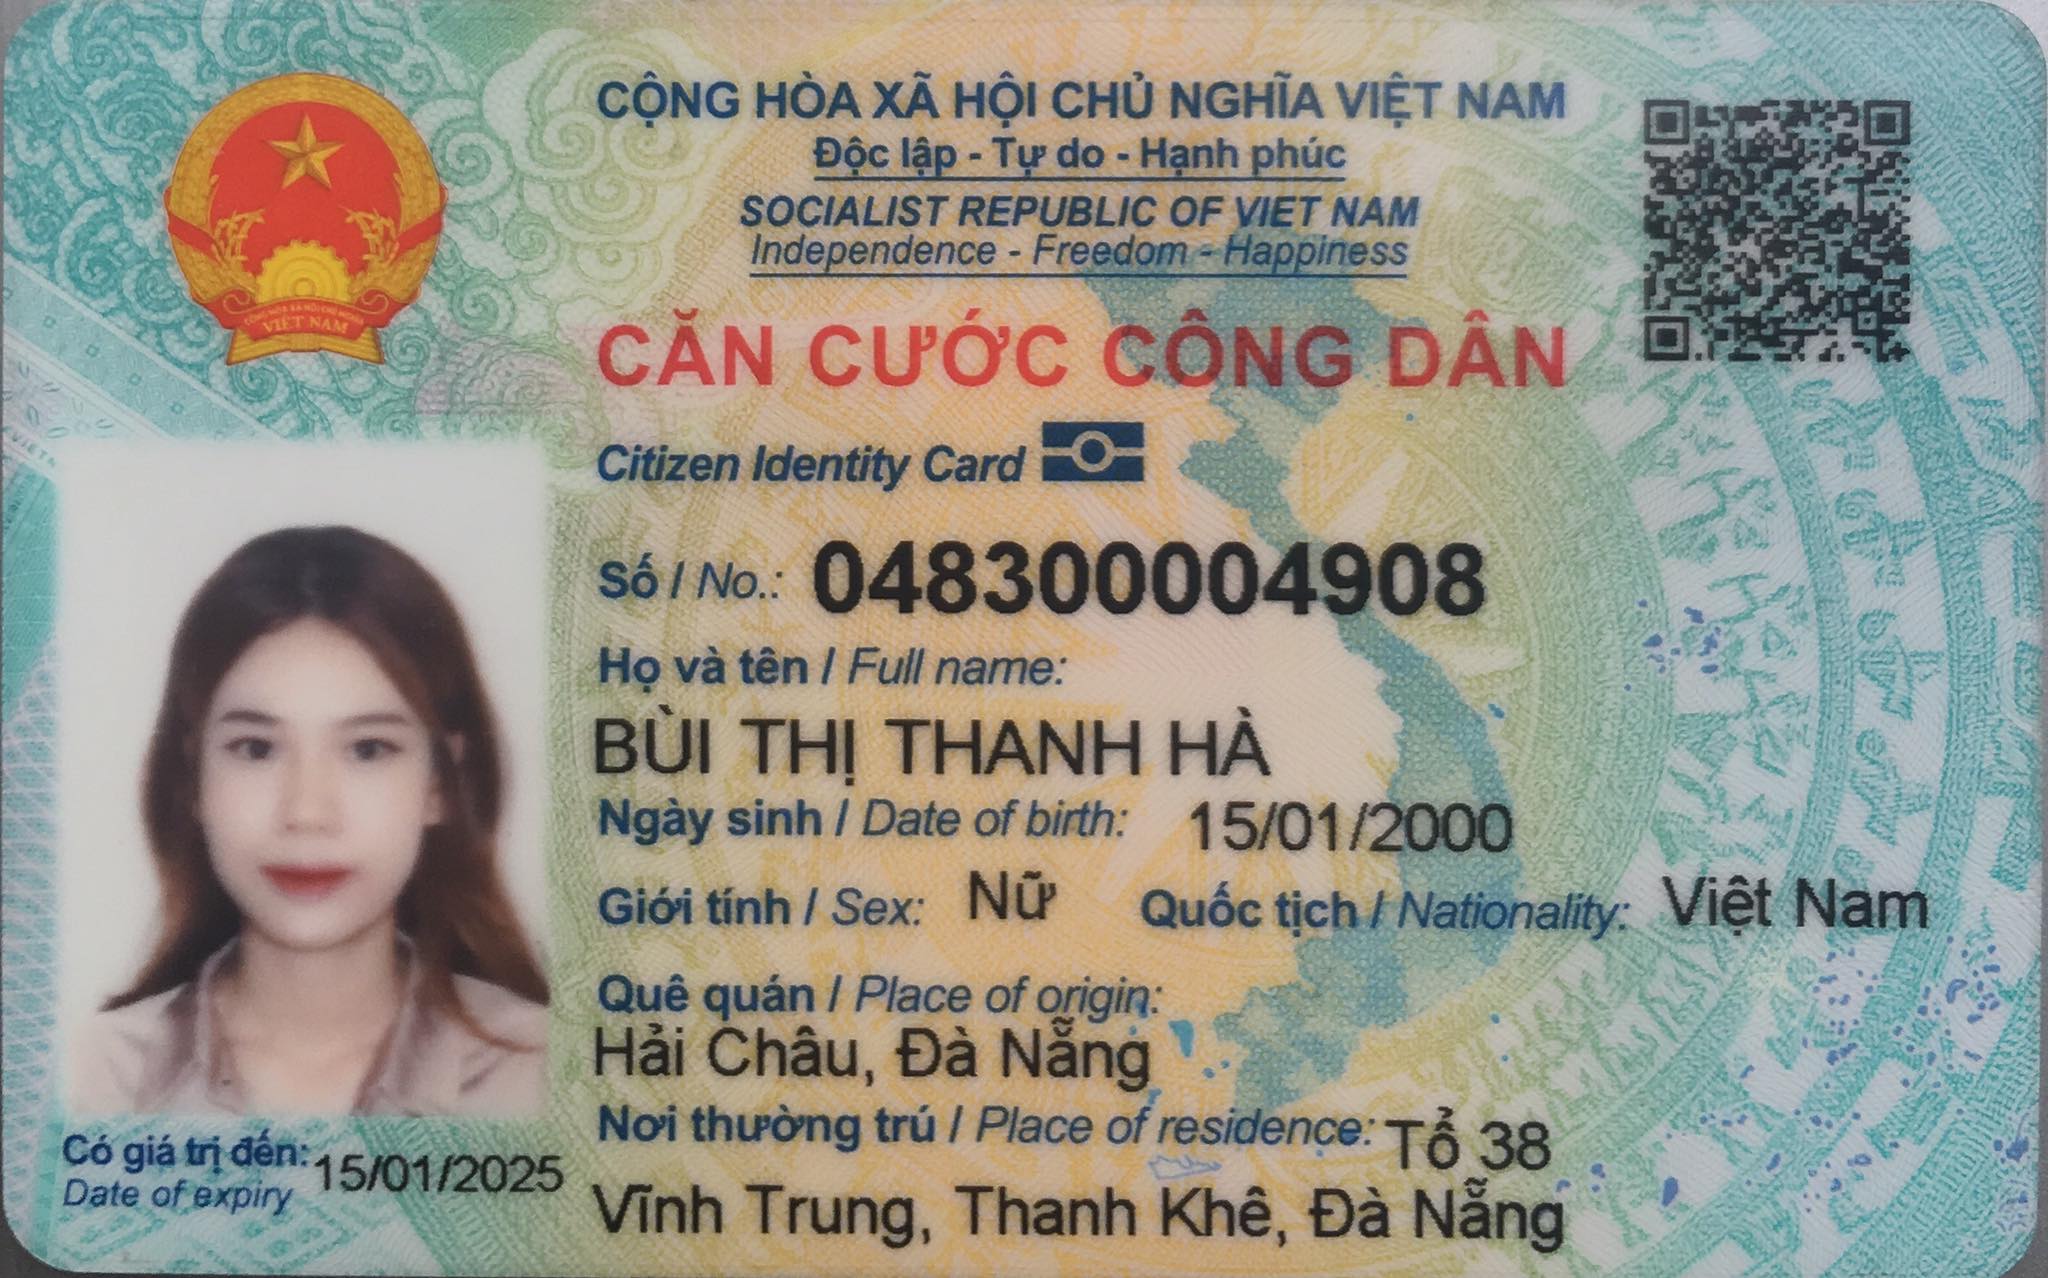 CỘNG HÒA XÃ HỘI CHỦ NGHĨA VIỆT NAM
Độc lập - Tự do - Hạnh phúc
SOCIALIST REPUBLIC OF VIET NAM
Independence - Freedom - Happiness
CĂN CƯỚC CÔNG DÂN
Citizen Identity Card
Số / No.: 048300004908
Họ và tên / Full name:
BÙI THỊ THANH HÀ
Ngày sinh / Date of birth: 15/01/2000
Giới tính / Sex: Nữ Quốc tịch / Nationality: Việt Nam
Quê quán / Place of origin:
Hải Châu, Đà Nẵng
Nơi thường trú / Place of residence: Tổ 38
Vĩnh Trung, Thanh Khê, Đà Nẵng
Có giá trị đến: 15/01/2025
Date of expiry
VIỆT NAM